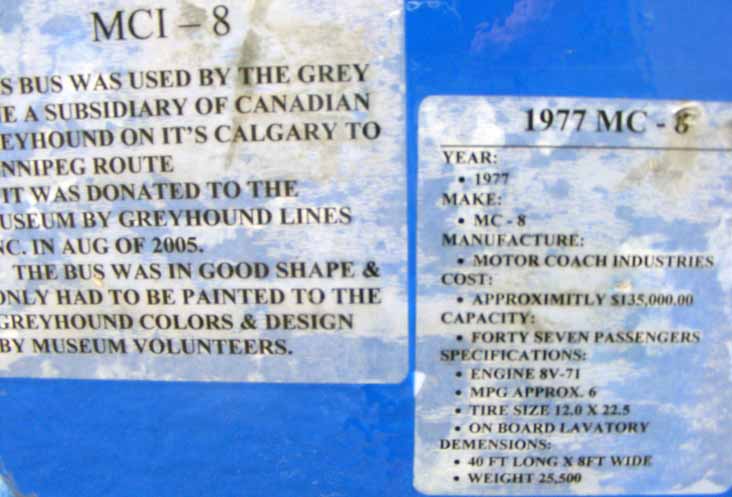 MCI – 8
S BUS WAS USED BY THE GREY
E A SUBSIDIARY OF CANADIAN
EYHOUND ON IT'S CALGARY TO
NNIPEG ROUTE
IT WAS DONATED TO THE
USEUM BY GREYHOUND LINES
NC. IN AUG OF 2005.
THE BUS WAS IN GOOD SHAPE &
ONLY HAD TO BE PAINTED TO THE
GREYHOUND COLORS & DESIGN
BY MUSEUM VOLUNTEERS.
1977 MC - 8
YEAR:
• 1977
MAKE:
• MC - 8
MANUFACTURE:
• MOTOR COACH INDUSTRIES
COST:
• APPROXIMITLY $135,000.00
CAPACITY:
• FORTY SEVEN PASSENGERS
SPECIFICATIONS:
• ENGINE 8V-71
• MPG APPROX. 6
• TIRE SIZE 12.0 X 22.5
• ON BOARD LAVATORY
DEMENSIONS:
• 40 FT LONG X 8FT WIDE
• WEIGHT 25,500